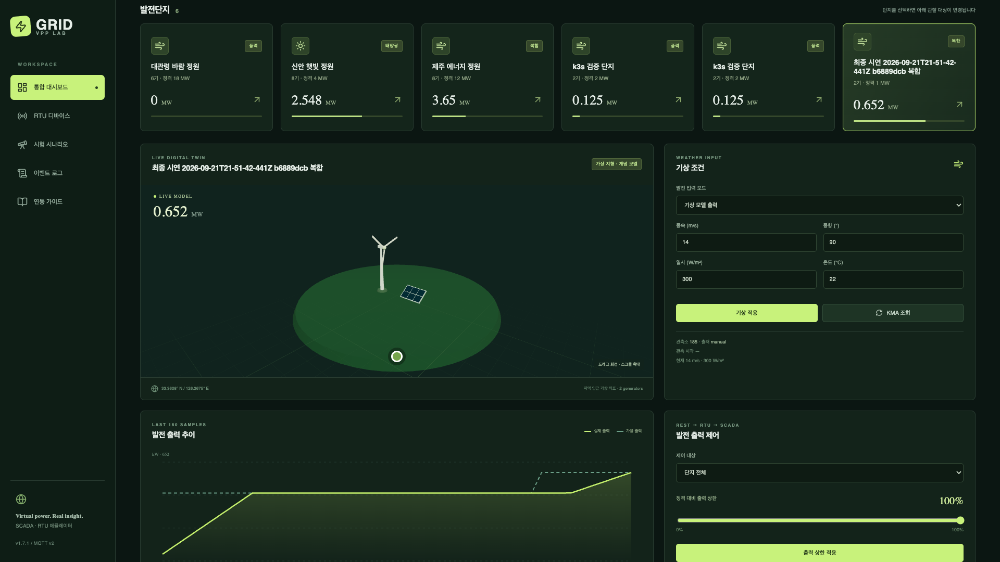 GRID
VPP LAB
WORKSPACE
통합 대시보드
RTU 디바이스
시험 시나리오
이벤트 로그
연동 가이드
Virtual power. Real insight.
SCADA · RTU 에뮬레이터
v1.7.1 / MQTT v2
발전단지 6
단지를 선택하면 아래 관찰 대상이 변경됩니다
풍력
대관령 바람 정원
6기 · 정격 18 MW
0 MW
태양광
신안 햇빛 정원
8기 · 정격 4 MW
2.548 MW
복합
제주 에너지 정원
8기 · 정격 12 MW
3.65 MW
풍력
k3s 검증 단지
2기 · 정격 2 MW
0.125 MW
풍력
k3s 검증 단지
2기 · 정격 2 MW
0.125 MW
복합
최종 시연 2026-09-21T21-51-42-
441Z b6889dcb 복합
2기 · 정격 1 MW
0.652 MW
LIVE DIGITAL TWIN
최종 시연 2026-09-21T21-51-42-441Z b6889dcb 복합
가상 지형 · 개념 모델
LIVE MODEL
0.652 MW
드래그 회전 · 스크롤 확대
33.3608° N / 126.2675° E
지역 인근 가상 좌표 · 2 generators
WEATHER INPUT
기상 조건
발전 입력 모드
기상 모델 출력
풍속 (m/s)
풍향 (°)
14
90
일사 (W/m²)
온도 (°C)
300
22
기상 적용
KMA 조회
관측소 185 · 출처 manual
관측 시각 —
현재 14 m/s · 300 W/m²
LAST 180 SAMPLES
발전 출력 추이
실제 출력
가용 출력
kW · 652
REST → RTU → SCADA
발전 출력 제어
제어 대상
단지 전체
정격 대비 출력 상한
100%
0%
100%
출력 상한 적용